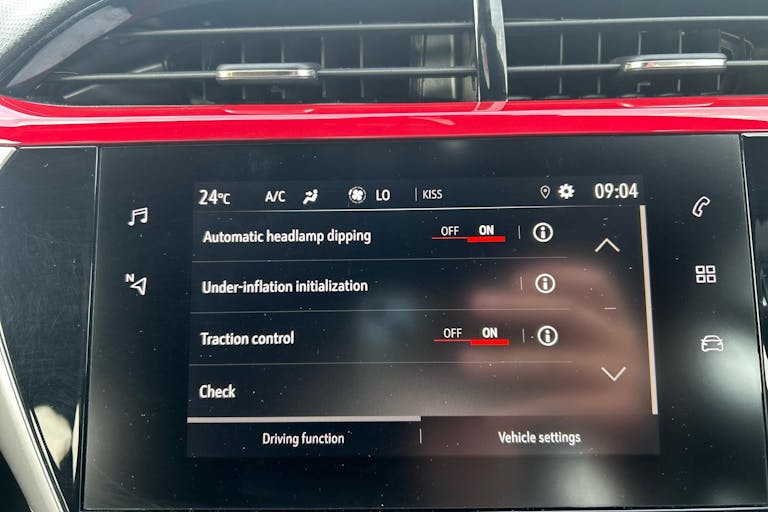 24°C A/C LO KISS 09:04
Automatic headlamp dipping OFF ON
Under-inflation initialization
Traction control OFF ON
Check
Driving function Vehicle settings
N